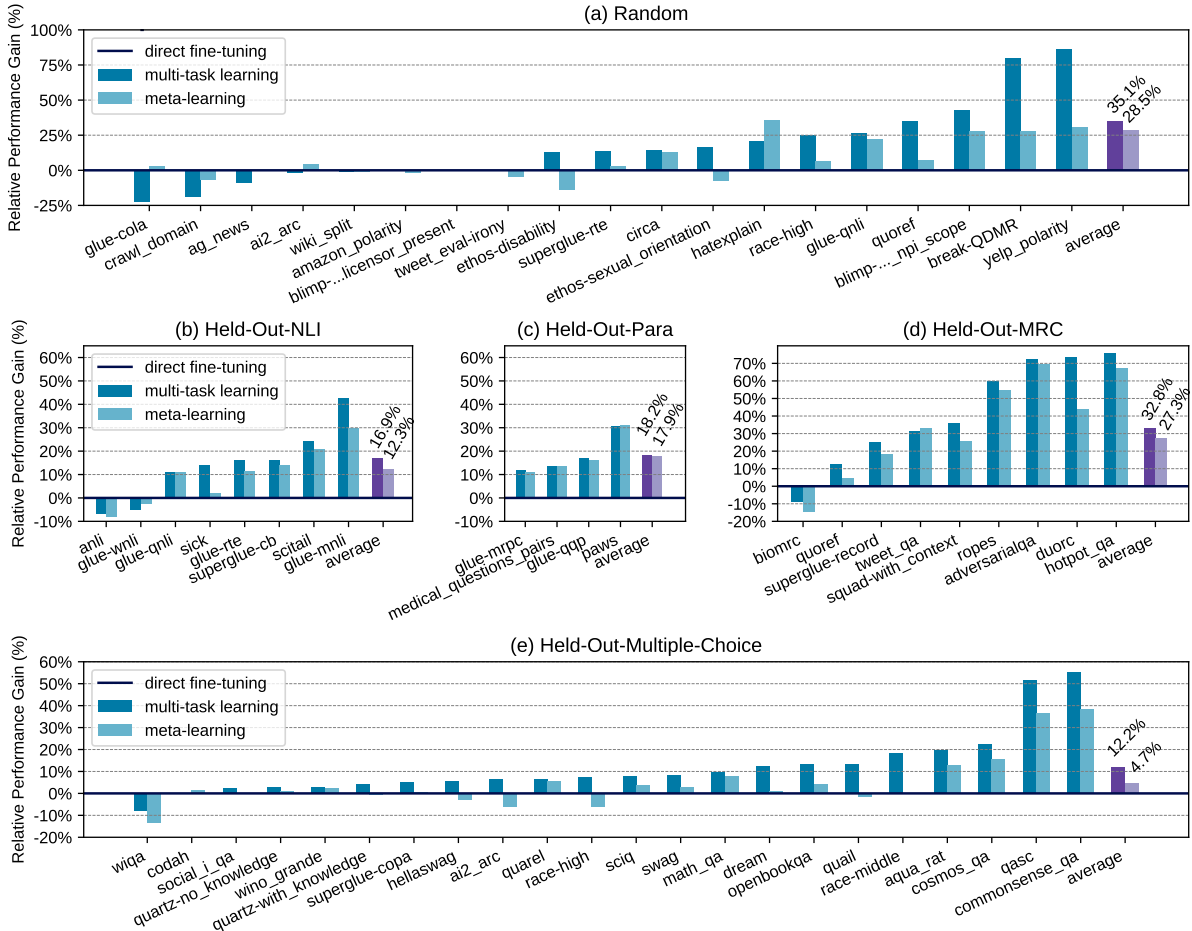 (a) Random
Relative Performance Gain (%)
100%
75%
50%
25%
0%
-25%
direct fine-tuning
multi-task learning
meta-learning
35.1%
28.5%
glue-cola
crawl_domain
ag_news
ai2_arc
wiki_split
amazon_polarity
blimp-...licensor_present
tweet_eval-irony
ethos-disability
superglue-rte
circa
ethos-sexual_orientation
hatexplain
race-high
glue-qnli
quoref
blimp-..._npi_scope
break-QDMR
yelp_polarity
average
(b) Held-Out-NLI
Relative Performance Gain (%)
60%
50%
40%
30%
20%
10%
0%
-10%
direct fine-tuning
multi-task learning
meta-learning
16.9%
12.3%
anli
glue-wnli
glue-qnli
sick
glue-rte
superglue-cb
scitail
glue-mnli
average
(c) Held-Out-Para
60%
50%
40%
30%
20%
10%
0%
-10%
18.2%
17.9%
glue-mrpc
medical_questions_pairs
glue-qqp
paws
average
(d) Held-Out-MRC
70%
60%
50%
40%
30%
20%
10%
0%
-10%
-20%
32.8%
27.3%
biomrc
quoref
superglue-record
tweet_qa
squad-with_context
ropes
adversarialqa
duorc
hotpot_qa
average
(e) Held-Out-Multiple-Choice
Relative Performance Gain (%)
60%
50%
40%
30%
20%
10%
0%
-10%
-20%
direct fine-tuning
multi-task learning
meta-learning
12.2%
4.7%
wiqa
codah
social_i_qa
quartz-no_knowledge
wino_grande
quartz-with_knowledge
superglue-copa
hellaswag
ai2_arc
quarel
race-high
sciq
swag
math_qa
dream
openbookqa
quail
race-middle
aqua_rat
cosmos_qa
qasc
commonsense_qa
average